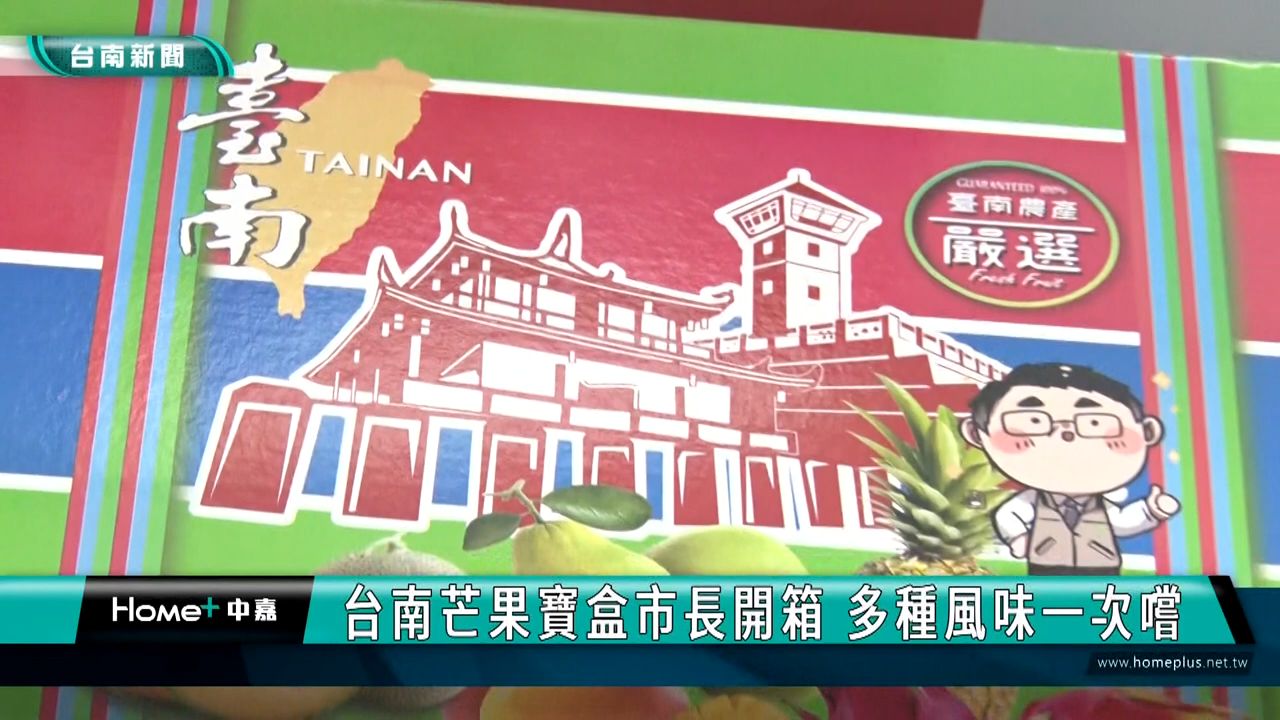 台南新聞
臺南
TAINAN
GUARANTEED 100%
臺南農產
嚴選
Fresh Fruit
Home+中嘉
台南芒果寶盒市長開箱 多種風味一次嚐
www.homeplus.net.tw